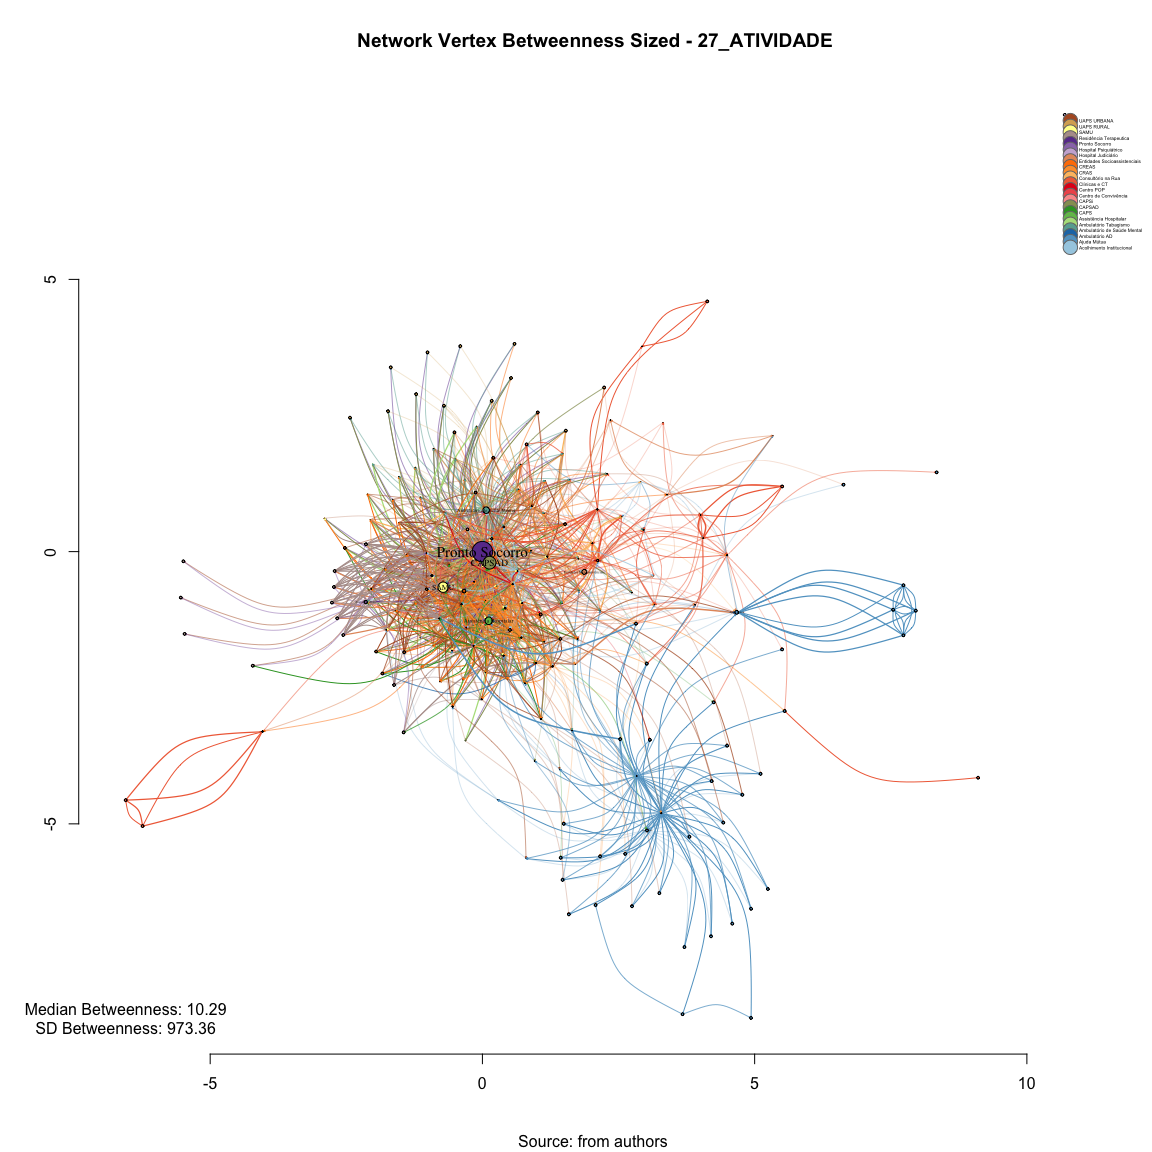 Network Vertex Betweenness Sized - 27_ATIVIDADE
UAPS URBANA
UAPS RURAL
SAMU
Residência Terapeutica
Pronto Socorro
Hospital Psiquiátrico
Hospital Judiciário
Entidades Socioassistenciais
CREAS
CRAS
Consultório na Rua
Clínicas e CT
Centro POP
Centro de Convivência
CAPSi
CAPSAD
CAPS
Assistência Hospitalar
Ambulatório Tabagismo
Ambulatório de Saúde Mental
Ambulatório AD
Ajuda Mútua
Acolhimento Institucional
5
0
-5
Pronto Socorro
CAPSAD
Median Betweenness: 10.29
SD Betweenness: 973.36
-5
0
5
10
Source: from authors